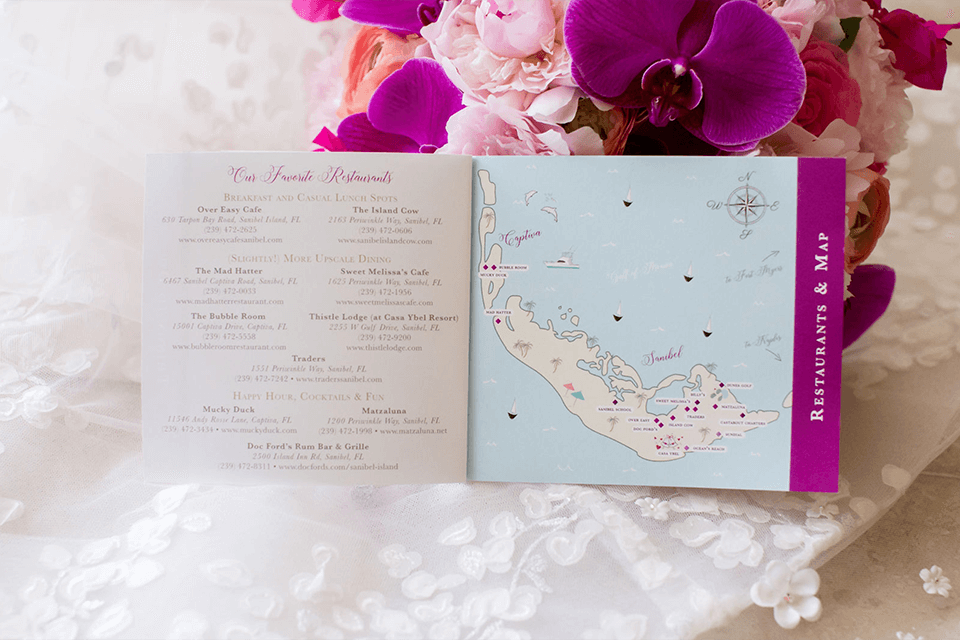 Our Favorite Restaurants
Breakfast and Casual Lunch Spots
Over Easy Cafe
630 Tarpon Bay Road, Sanibel Island, FL
(239) 472-2625
www.overeasycafesanibel.com
The Island Cow
2163 Periwinkle Way, Sanibel, FL
(239) 472-0606
www.sanibelislandcow.com
(Slightly!) More Upscale Dining
The Mad Hatter
6467 Sanibel Captiva Road, Sanibel, FL
(239) 472-0033
www.madhatterrestaurant.com
Sweet Melissa's Cafe
1625 Periwinkle Way, Sanibel, FL
(239) 472-1956
www.sweetmelissascafe.com
The Bubble Room
15001 Captiva Drive, Captiva, FL
(239) 472-5558
www.bubbleroomrestaurant.com
Thistle Lodge (at Casa Ybel Resort)
2255 W Gulf Drive, Sanibel, FL
(239) 472-9200
www.thistlelodge.com
Traders
1551 Periwinkle Way, Sanibel, FL
(239) 472-7242 • www.traderssanibel.com
Happy Hour, Cocktails & Fun
Mucky Duck
11546 Andy Rosse Lane, Captiva, FL
(239) 472-3434 • www.muckyduck.com
Matzaluna
1200 Periwinkle Way, Sanibel, FL
(239) 472-1998 • www.matzaluna.net
Doc Ford's Rum Bar & Grille
2500 Island Inn Rd, Sanibel, FL
(239) 472-8311 • www.docfords.com/sanibel-island
N
W E
S
Captiva
Bubble Room
Mucky Duck
Mad Hatter
Gulf of Mexico
to Fort Myers
to Naples
Sanibel
Dunes Golf
Billy's
Sweet Melissa's
Matzaluna
Sanibel School
Traders
Over Easy
Island Cow
Castabout Charters
Doc Ford's
Sundial
Ocean's Reach
Casa Ybel
Restaurants & Map